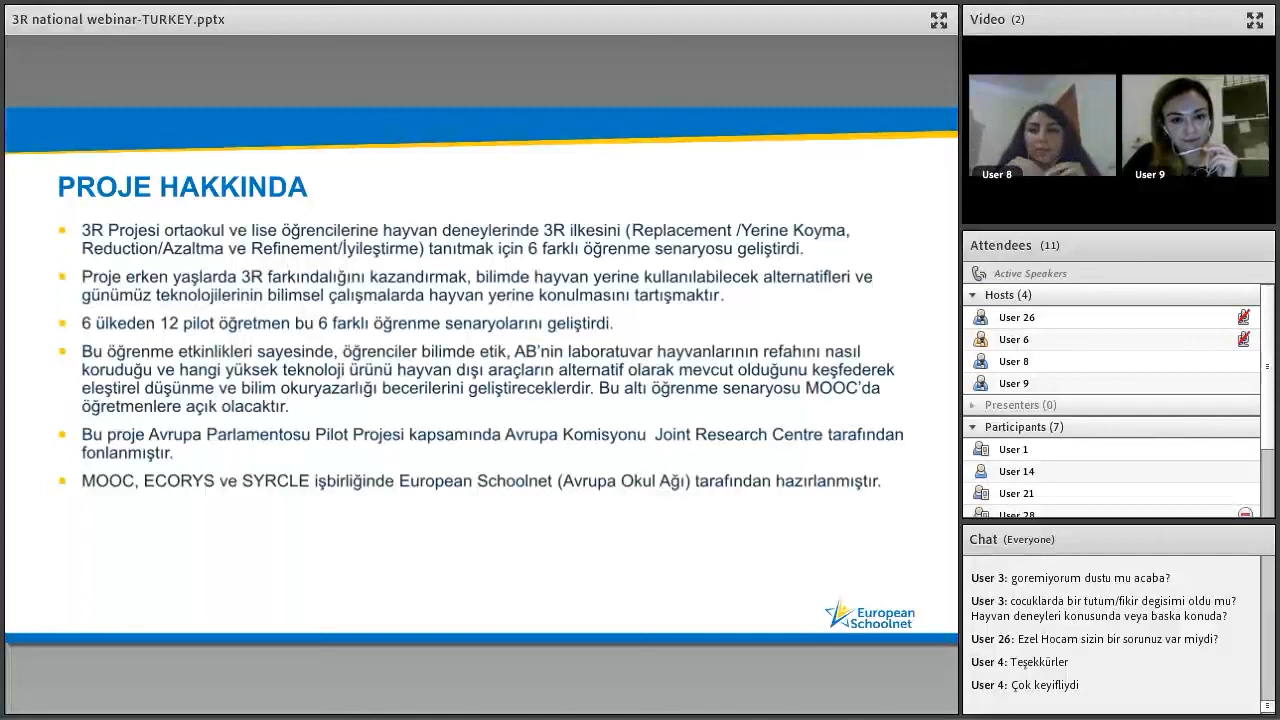 3R national webinar-TURKEY.pptx
PROJE HAKKINDA
3R Projesi ortaokul ve lise öğrencilerine hayvan deneylerinde 3R ilkesini (Replacement /Yerine Koyma,
Reduction/Azaltma ve Refinement/İyileştirme) tanıtmak için 6 farklı öğrenme senaryosu geliştirdi.
Proje erken yaşlarda 3R farkındalığını kazandırmak, bilimde hayvan yerine kullanılabilecek alternatifleri ve
günümüz teknolojilerinin bilimsel çalışmalarda hayvan yerine konulmasını tartışmaktır.
6 ülkeden 12 pilot öğretmen bu 6 farklı öğrenme senaryolarını geliştirdi.
Bu öğrenme etkinlikleri sayesinde, öğrenciler bilimde etik, AB'nin laboratuvar hayvanlarının refahını nasıl
koruduğu ve hangi yüksek teknoloji ürünü hayvan dışı araçların alternatif olarak mevcut olduğunu keşfederek
eleştirel düşünme ve bilim okuryazarlığı becerilerini geliştireceklerdir. Bu altı öğrenme senaryosu MOOC'da
öğretmenlere açık olacaktır.
Bu proje Avrupa Parlamentosu Pilot Projesi kapsamında Avrupa Komisyonu Joint Research Centre tarafından
fonlanmıştır.
MOOC, ECORYS ve SYRCLE işbirliğinde European Schoolnet (Avrupa Okul Ağı) tarafından hazırlanmıştır.
European
Schoolnet
Video (2)
User 8
User 9
Attendees (11)
Active Speakers
Hosts (4)
User 26
User 6
User 8
User 9
Presenters (0)
Participants (7)
User 1
User 14
User 21
User 28
Chat (Everyone)
User 3: goremiyorum dustu mu acaba?
User 3: cocuklarda bir tutum/fikir degisimi oldu mu?
Hayvan deneyleri konusunda veya baska konuda?
User 26: Ezel Hocam sizin bir sorunuz var miydi?
User 4: Teşekkürler
User 4: Çok keyifliydi